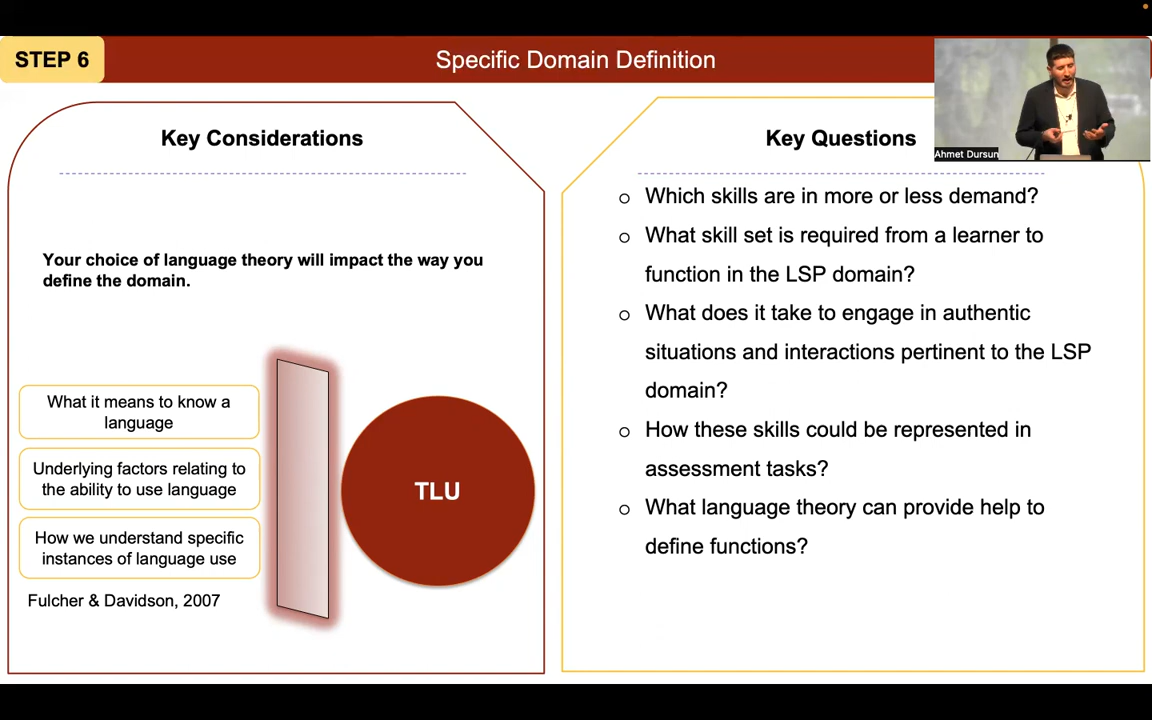 STEP 6
Specific Domain Definition
Ahmet Dursun
Key Considerations
Your choice of language theory will impact the way you
define the domain.
What it means to know a
language
Underlying factors relating to
the ability to use language
How we understand specific
instances of language use
Fulcher & Davidson, 2007
TLU
Key Questions
o Which skills are in more or less demand?
o What skill set is required from a learner to
function in the LSP domain?
o What does it take to engage in authentic
situations and interactions pertinent to the LSP
domain?
o How these skills could be represented in
assessment tasks?
o What language theory can provide help to
define functions?